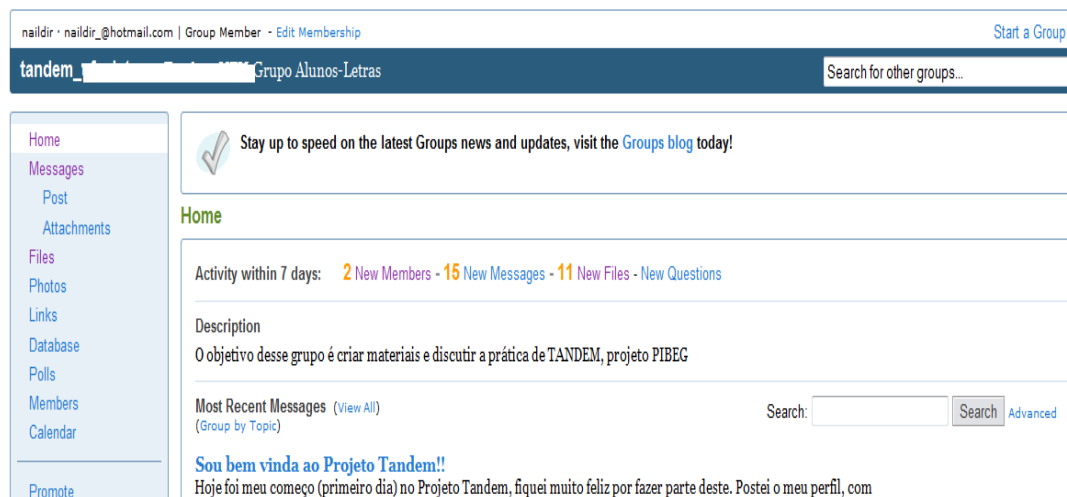 naildir · naildir_@hotmail.com | Group Member - Edit Membership
Start a Group
tandem_ Grupo Alunos-Letras
Search for other groups...
Home
Messages
Post
Attachments
Files
Photos
Links
Database
Polls
Members
Calendar
Promote
Stay up to speed on the latest Groups news and updates, visit the Groups blog today!
Home
Activity within 7 days: 2 New Members - 15 New Messages - 11 New Files - New Questions
Description
O objetivo desse grupo é criar materiais e discutir a prática de TANDEM, projeto PIBEG
Most Recent Messages (View All)
(Group by Topic)
Search: Search Advanced
Sou bem vinda ao Projeto Tandem!!
Hoje foi meu começo (primeiro dia) no Projeto Tandem, fiquei muito feliz por fazer parte deste. Postei o meu perfil, com